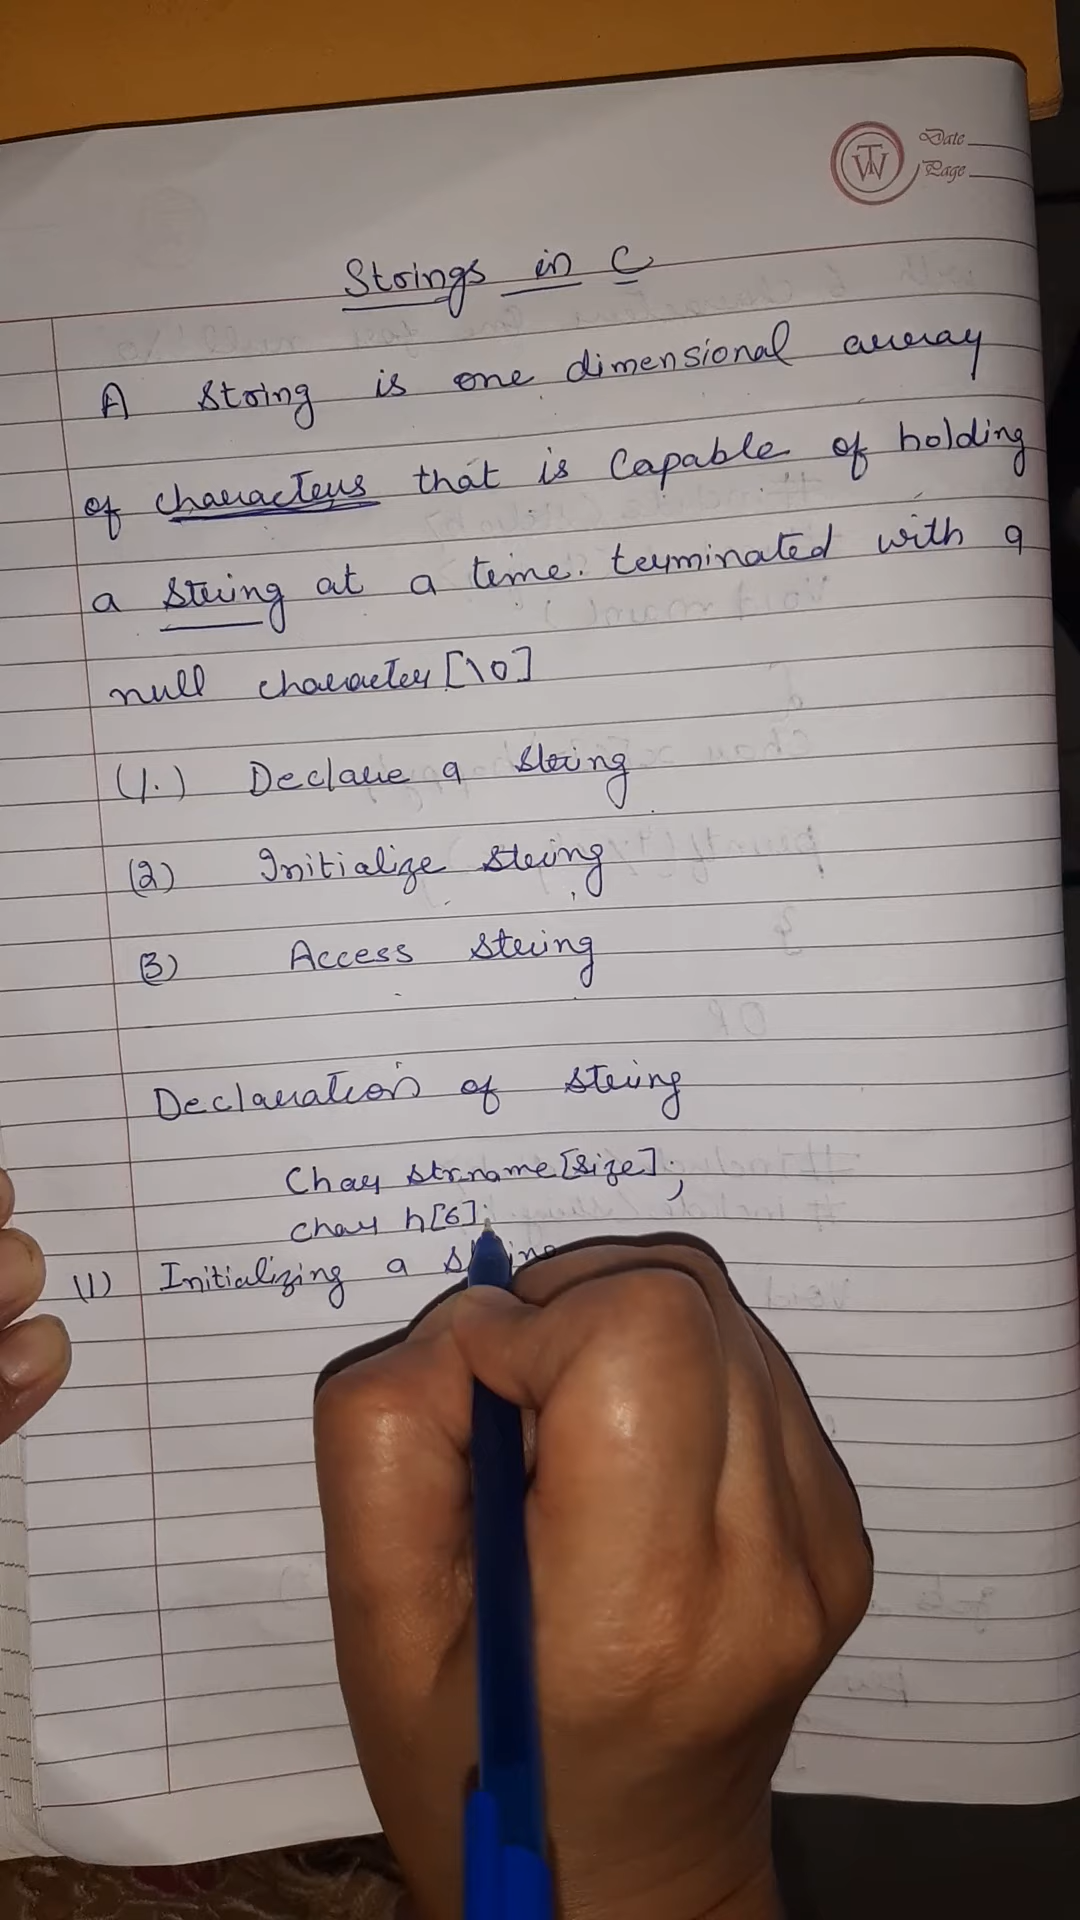 Date
Page
Strings in C
A string is one dimensional array
of characters that is Capable of holding
a string at a time. terminated with a
null character [\0]
(1.) Declare a string
(2) Initialize string
(3) Access string
Declaration of string
Char strname [size];
char h[6];
(1) Initializing a string